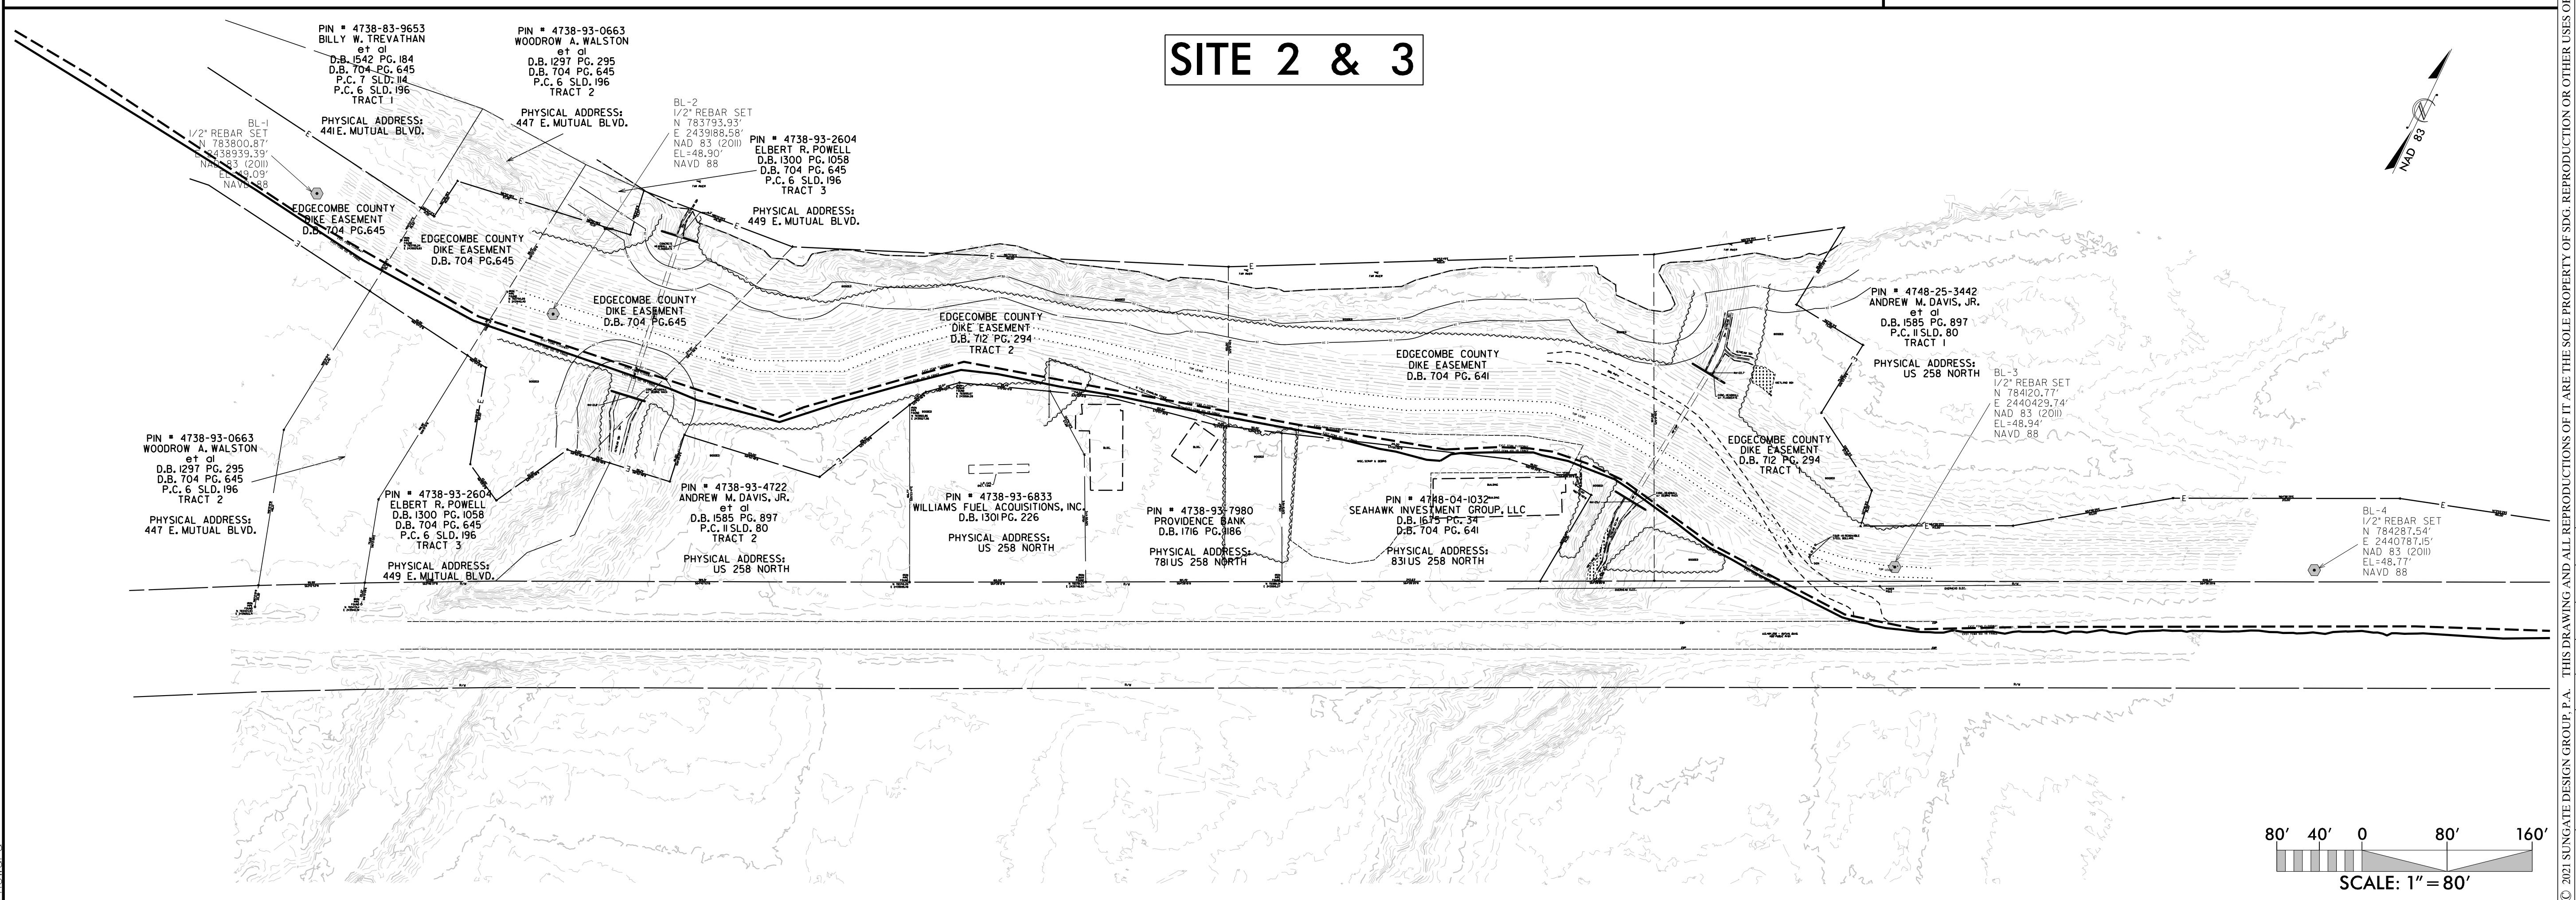 SITE 2 & 3
PIN # 4738-83-9653
BILLY W. TREVATHAN
et al
D.B. 1542 PG. 184
D.B. 704 PG. 645
P.C. 7 SLD. 114
P.C. 6 SLD. 196
TRACT 1
PHYSICAL ADDRESS:
441 E. MUTUAL BLVD.
PIN # 4738-93-0663
WOODROW A. WALSTON
et al
D.B. 1297 PG. 295
D.B. 704 PG. 645
P.C. 6 SLD. 196
TRACT 2
PHYSICAL ADDRESS:
447 E. MUTUAL BLVD.
BL-1
1/2" REBAR SET
N 783800.87'
E 2438939.39'
NAD 83 (2011)
EL=49.09'
NAVD 88
BL-2
1/2" REBAR SET
N 783793.93'
E 2439188.58'
NAD 83 (2011)
EL=48.90'
NAVD 88
PIN # 4738-93-2604
ELBERT R. POWELL
D.B. 1300 PG. 1058
D.B. 704 PG. 645
P.C. 6 SLD. 196
TRACT 3
PHYSICAL ADDRESS:
449 E. MUTUAL BLVD.
NAD 83
EDGECOMBE COUNTY
DIKE EASEMENT
D.B. 704 PG.645
EDGECOMBE COUNTY
DIKE EASEMENT
D.B. 704 PG.645
EDGECOMBE COUNTY
DIKE EASEMENT
D.B. 704 PG.645
EDGECOMBE COUNTY
DIKE EASEMENT
D.B. 712 PG. 294
TRACT 2
EDGECOMBE COUNTY
DIKE EASEMENT
D.B. 704 PG. 641
EDGECOMBE COUNTY
DIKE EASEMENT
D.B. 712 PG. 294
TRACT 1
PIN # 4748-25-3442
ANDREW M. DAVIS, JR.
et al
D.B. 1585 PG. 897
P.C. 11 SLD. 80
TRACT 1
PHYSICAL ADDRESS:
US 258 NORTH
BL-3
1/2" REBAR SET
N 784120.77'
E 2440429.74'
NAD 83 (2011)
EL=48.94'
NAVD 88
BL-4
1/2" REBAR SET
N 784287.54'
E 2440787.15'
NAD 83 (2011)
EL=48.77'
NAVD 88
PIN # 4738-93-0663
WOODROW A. WALSTON
et al
D.B. 1297 PG. 295
D.B. 704 PG. 645
P.C. 6 SLD. 196
TRACT 2
PHYSICAL ADDRESS:
447 E. MUTUAL BLVD.
PIN # 4738-93-2604
ELBERT R. POWELL
D.B. 1300 PG. 1058
D.B. 704 PG. 645
P.C. 6 SLD. 196
TRACT 3
PHYSICAL ADDRESS:
449 E. MUTUAL BLVD.
PIN # 4738-93-4722
ANDREW M. DAVIS, JR.
et al
D.B. 1585 PG. 897
P.C. 11 SLD. 80
TRACT 2
PHYSICAL ADDRESS:
US 258 NORTH
PIN # 4738-93-6833
WILLIAMS FUEL ACQUISITIONS, INC.
D.B. 1301 PG. 226
PHYSICAL ADDRESS:
US 258 NORTH
PIN # 4738-93-7980
PROVIDENCE BANK
D.B. 1716 PG. 9186
PHYSICAL ADDRESS:
781 US 258 NORTH
PIN # 4748-04-1032
SEAHAWK INVESTMENT GROUP, LLC
D.B. 1675 PG. 34
D.B. 704 PG. 641
PHYSICAL ADDRESS:
831 US 258 NORTH
80' 40' 0 80' 160'
SCALE: 1"=80'
© 2021 SUNGATE DESIGN GROUP, P.A. THIS DRAWING AND ALL REPRODUCTIONS OF IT ARE THE SOLE PROPERTY OF SDG. REPRODUCTION OR OTHER USES OF